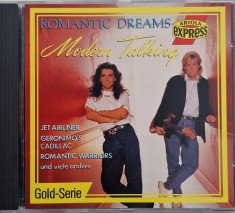 ROMANTIC DREAMS
ARIOLA
express
Modern Talking
JET AIRLINER
GERONIMO'S
CADILLAC
ROMANTIC WARRIORS
und viele andere
Gold-Serie